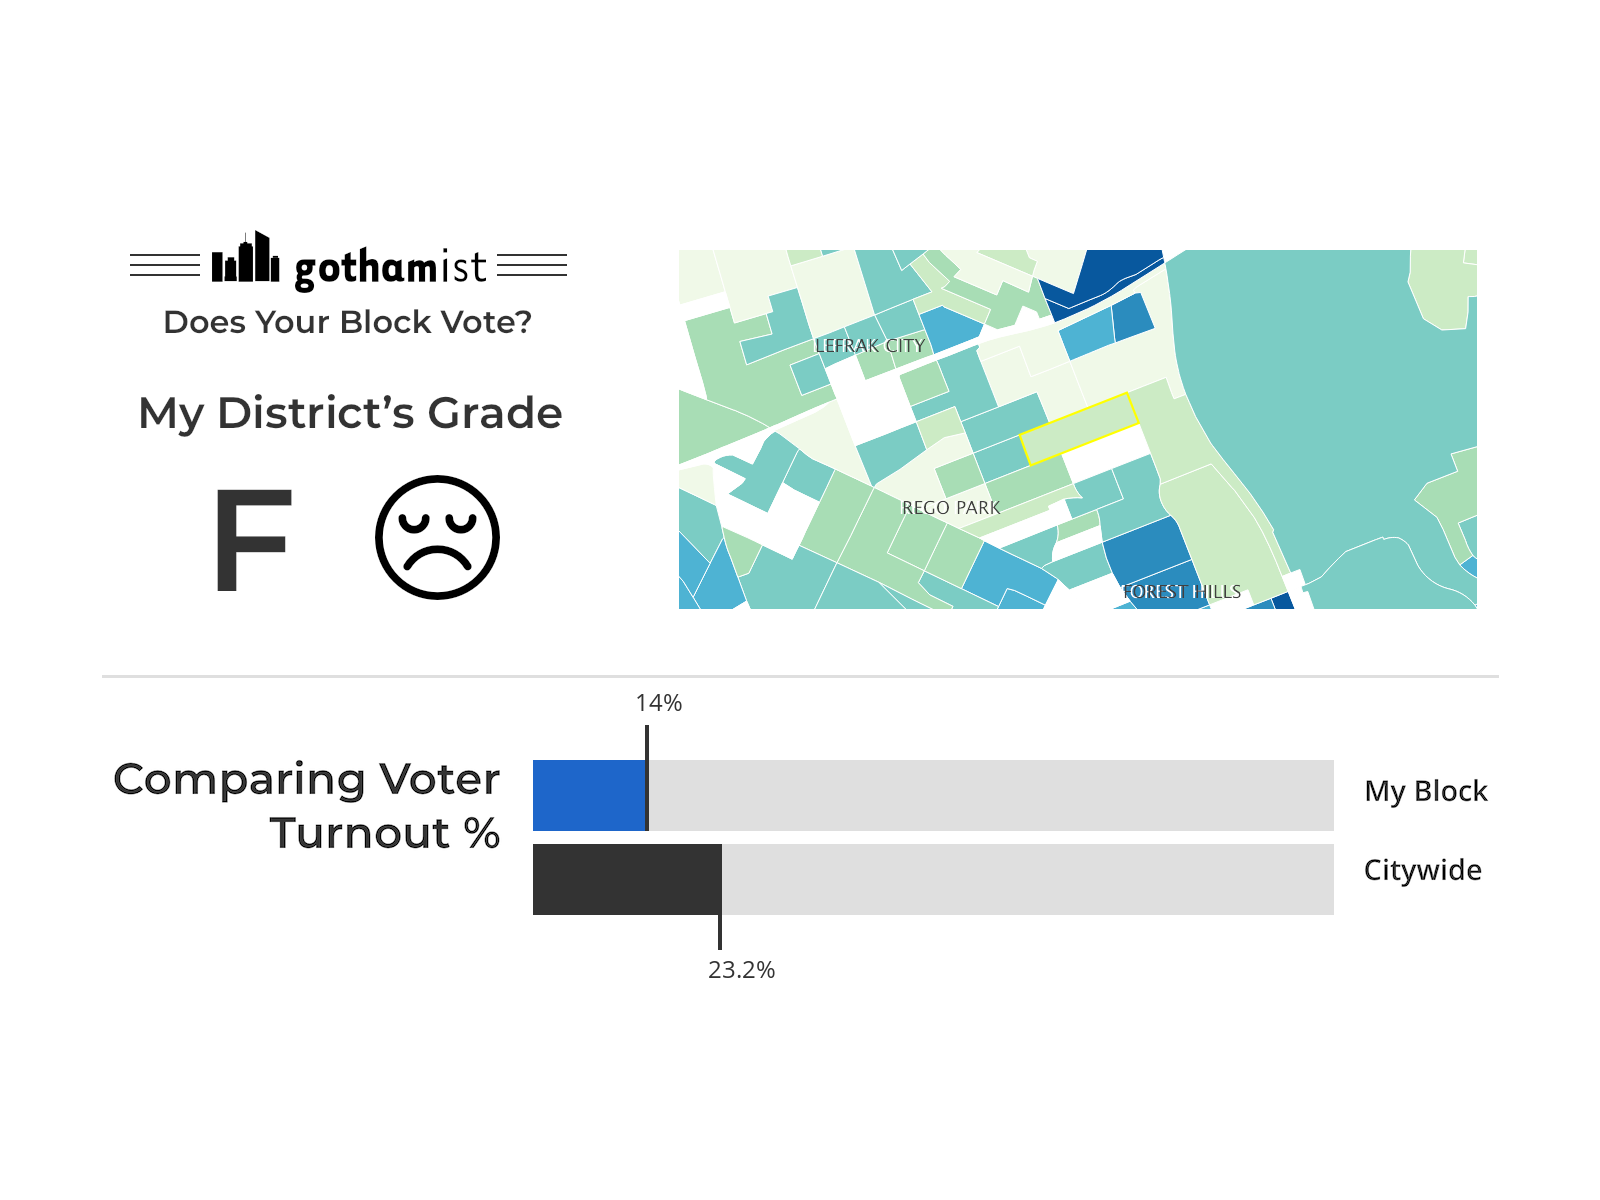 gothamist
Does Your Block Vote?
My District's Grade
F
LEFRAK CITY
REGO PARK
FOREST HILLS
14%
Comparing Voter
Turnout %
My Block
Citywide
23.2%